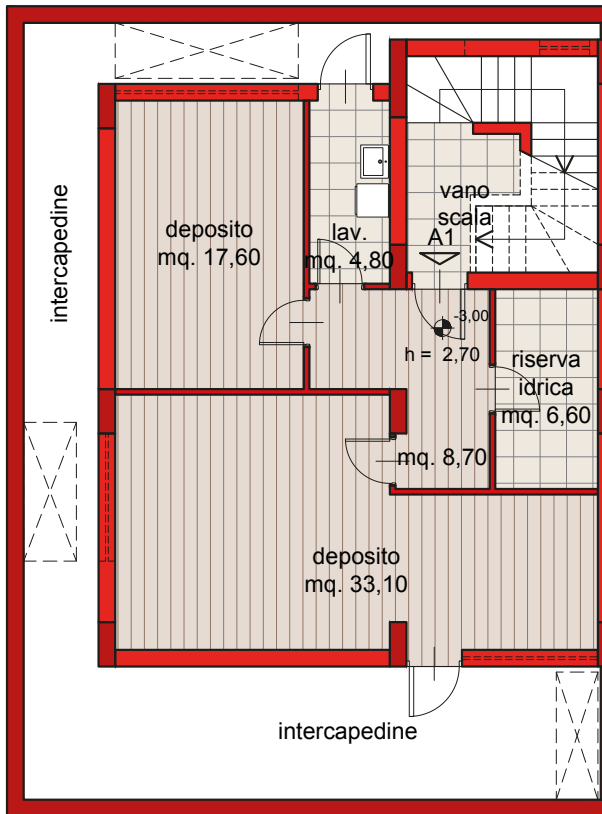 vano
scala
A1
deposito
mq. 17,60
lav.
mq. 4,80
intercapedine
-3,00
h = 2,70
riserva
idrica
mq. 6,60
mq. 8,70
deposito
mq. 33,10
intercapedine